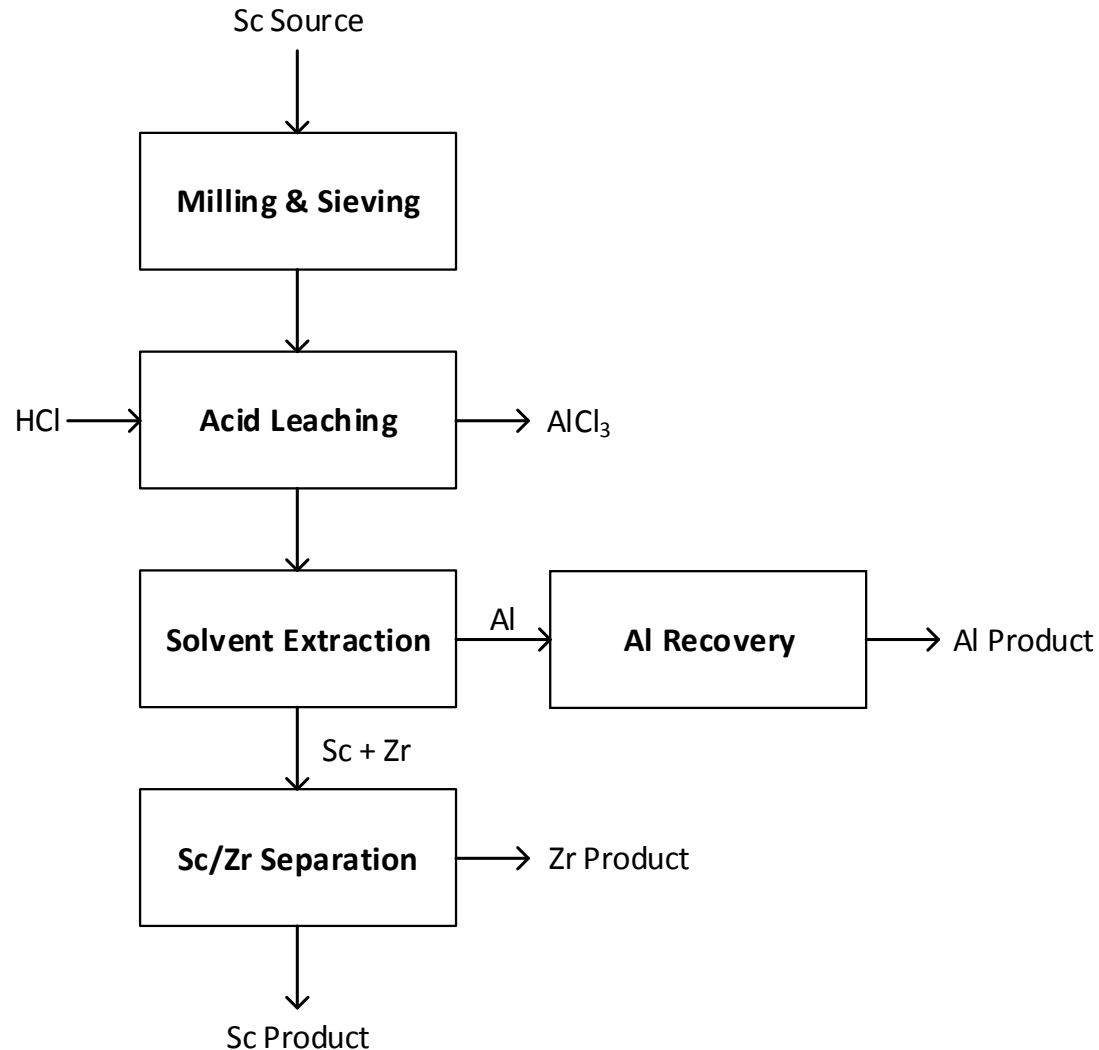 Sc Source
Milling & Sieving
HCl
Acid Leaching
AlCl₃
Solvent Extraction
Al
Al Recovery
Al Product
Sc + Zr
Sc/Zr Separation
Zr Product
Sc Product